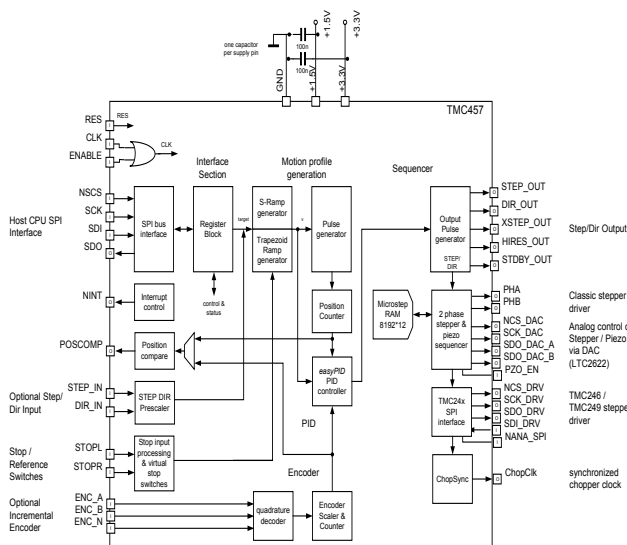 +1.5V
+3.3V
one capacitor
per supply pin
100n
100n
GND
+1.5V
+3.3V
TMC457
RES
RES
CLK
ENABLE
CLK
Interface
Section
Motion profile
generation
Sequencer
NSCS
SCK
SDI
SDO
Host CPU SPI
Interface
SPI bus
interface
Register
Block
target
S-Ramp
generator
Trapezoid
Ramp
generator
v
Pulse
generator
Output
Pulse
generator
STEP/
DIR
STEP_OUT
DIR_OUT
XSTEP_OUT
HIRES_OUT
STDBY_OUT
Step/Dir Output
control &
status
NINT
Interrupt
control
Position
Counter
Microstep
RAM
8192*12
2 phase
stepper &
piezo
sequencer
PHA
PHB
Classic stepper
driver
NCS_DAC
SCK_DAC
SDO_DAC_A
SDO_DAC_B
PZO_EN
Analog control o
Stepper / Piezo
via DAC
(LTC2622)
POSCOMP
Position
compare
easyPID
PID
controller
STEP_IN
DIR_IN
Optional Step/
Dir Input
STEP DIR
Prescaler
PID
TMC24x
SPI
interface
NCS_DRV
SCK_DRV
SDO_DRV
SDI_DRV
NANA_SPI
TMC246 /
TMC249 steppe
driver
Stop /
Reference
Switches
STOPL
STOPR
Stop input
processing
& virtual
stop
switches
Encoder
ChopSync
ChopClk
synchronized
chopper clock
Optional
Incremental
Encoder
ENC_A
ENC_B
ENC_N
quadrature
decoder
Encoder
Scaler &
Counter